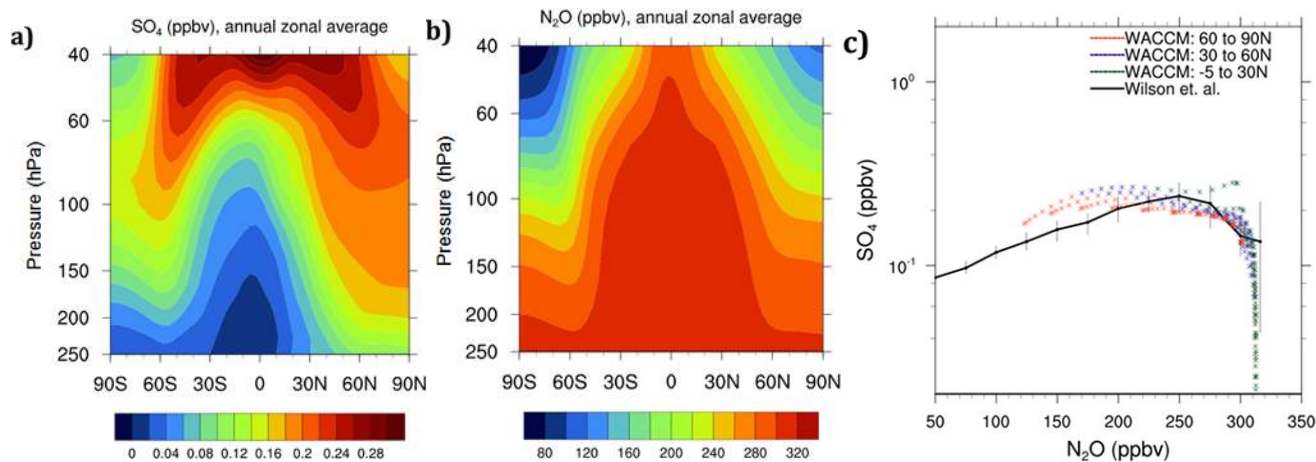 a)
SO4 (ppbv), annual zonal average
Pressure (hPa)
40
60
100
150
200
250
90S 60S 30S 0 30N 60N 90N
0 0.04 0.08 0.12 0.16 0.2 0.24 0.28
b)
N2O (ppbv), annual zonal average
Pressure (hPa)
40
60
100
150
200
250
90S 60S 30S 0 30N 60N 90N
80 120 160 200 240 280 320
c)
WACCM: 60 to 90N
WACCM: 30 to 60N
WACCM: -5 to 30N
Wilson et. al.
SO4 (ppbv)
10^0
10^-1
50 100 150 200 250 300 350
N2O (ppbv)